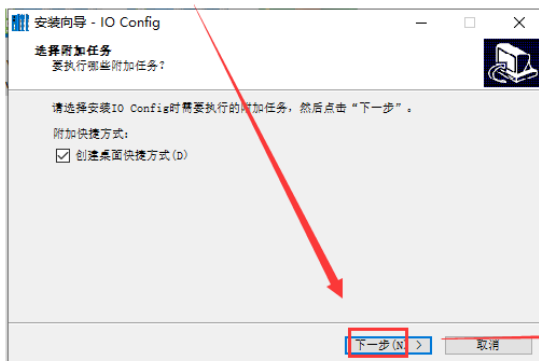 安装向导 - IO Config
选择附加任务
要执行哪些附加任务?
请选择安装IO Config时需要执行的附加任务，然后点击“下一步”。
附加快捷方式:
创建桌面快捷方式(D)
下一步(N) >
取消